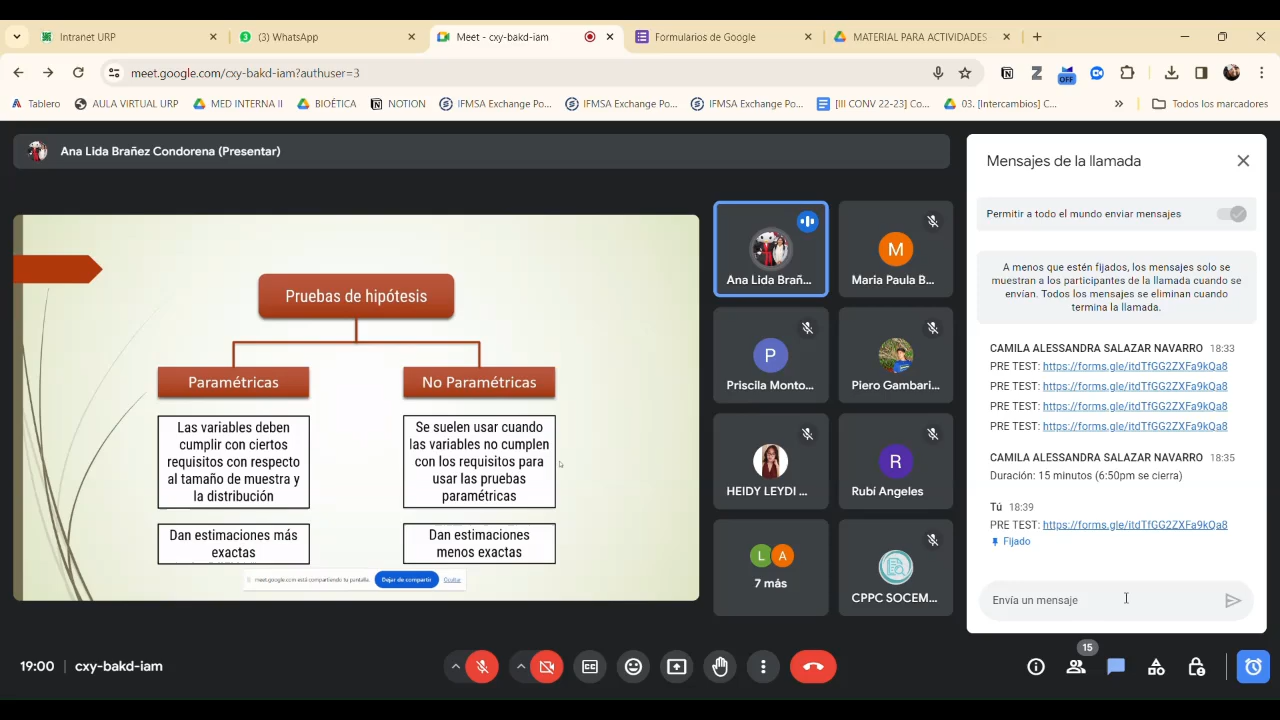 Intranet URP
(3) WhatsApp
Meet - cxy-bakd-iam
Formularios de Google
MATERIAL PARA ACTIVIDADES
meet.google.com/cxy-bakd-iam?authuser=3
OFF
Tablero
AULA VIRTUAL URP
MED INTERNA II
BIOÉTICA
NOTION
IFMSA Exchange Po...
IFMSA Exchange Po...
IFMSA Exchange Po...
[III CONV 22-23] Co...
03. [Intercambios] C...
Todos los marcadores
Ana Lida Brañez Condorena (Presentar)
Pruebas de hipótesis
Paramétricas
Las variables deben
cumplir con ciertos
requisitos con respecto
al tamaño de muestra y
la distribución
Dan estimaciones más
exactas
No Paramétricas
Se suelen usar cuando
las variables no cumplen
con los requisitos para
usar las pruebas
paramétricas
Dan estimaciones
menos exactas
meet.google.com está compartiendo tu pantalla.
Dejar de compartir
Ocultar
Ana Lida Brañ...
M
Maria Paula B...
P
Priscila Monto...
Piero Gambari...
HEIDY LEYDI ...
R
Rubí Angeles
L
A
7 más
CPPC SOCEM...
Mensajes de la llamada
Permitir a todo el mundo enviar mensajes
A menos que estén fijados, los mensajes solo se
muestran a los participantes de la llamada cuando se
envían. Todos los mensajes se eliminan cuando
termina la llamada.
CAMILA ALESSANDRA SALAZAR NAVARRO 18:33
PRE TEST: https://forms.gle/itdTfGG2ZXFa9kQa8
PRE TEST: https://forms.gle/itdTfGG2ZXFa9kQa8
PRE TEST: https://forms.gle/itdTfGG2ZXFa9kQa8
PRE TEST: https://forms.gle/itdTfGG2ZXFa9kQa8
CAMILA ALESSANDRA SALAZAR NAVARRO 18:35
Duración: 15 minutos (6:50pm se cierra)
Tú 18:39
PRE TEST: https://forms.gle/itdTfGG2ZXFa9kQa8
Fijado
Envía un mensaje
19:00 | cxy-bakd-iam
15